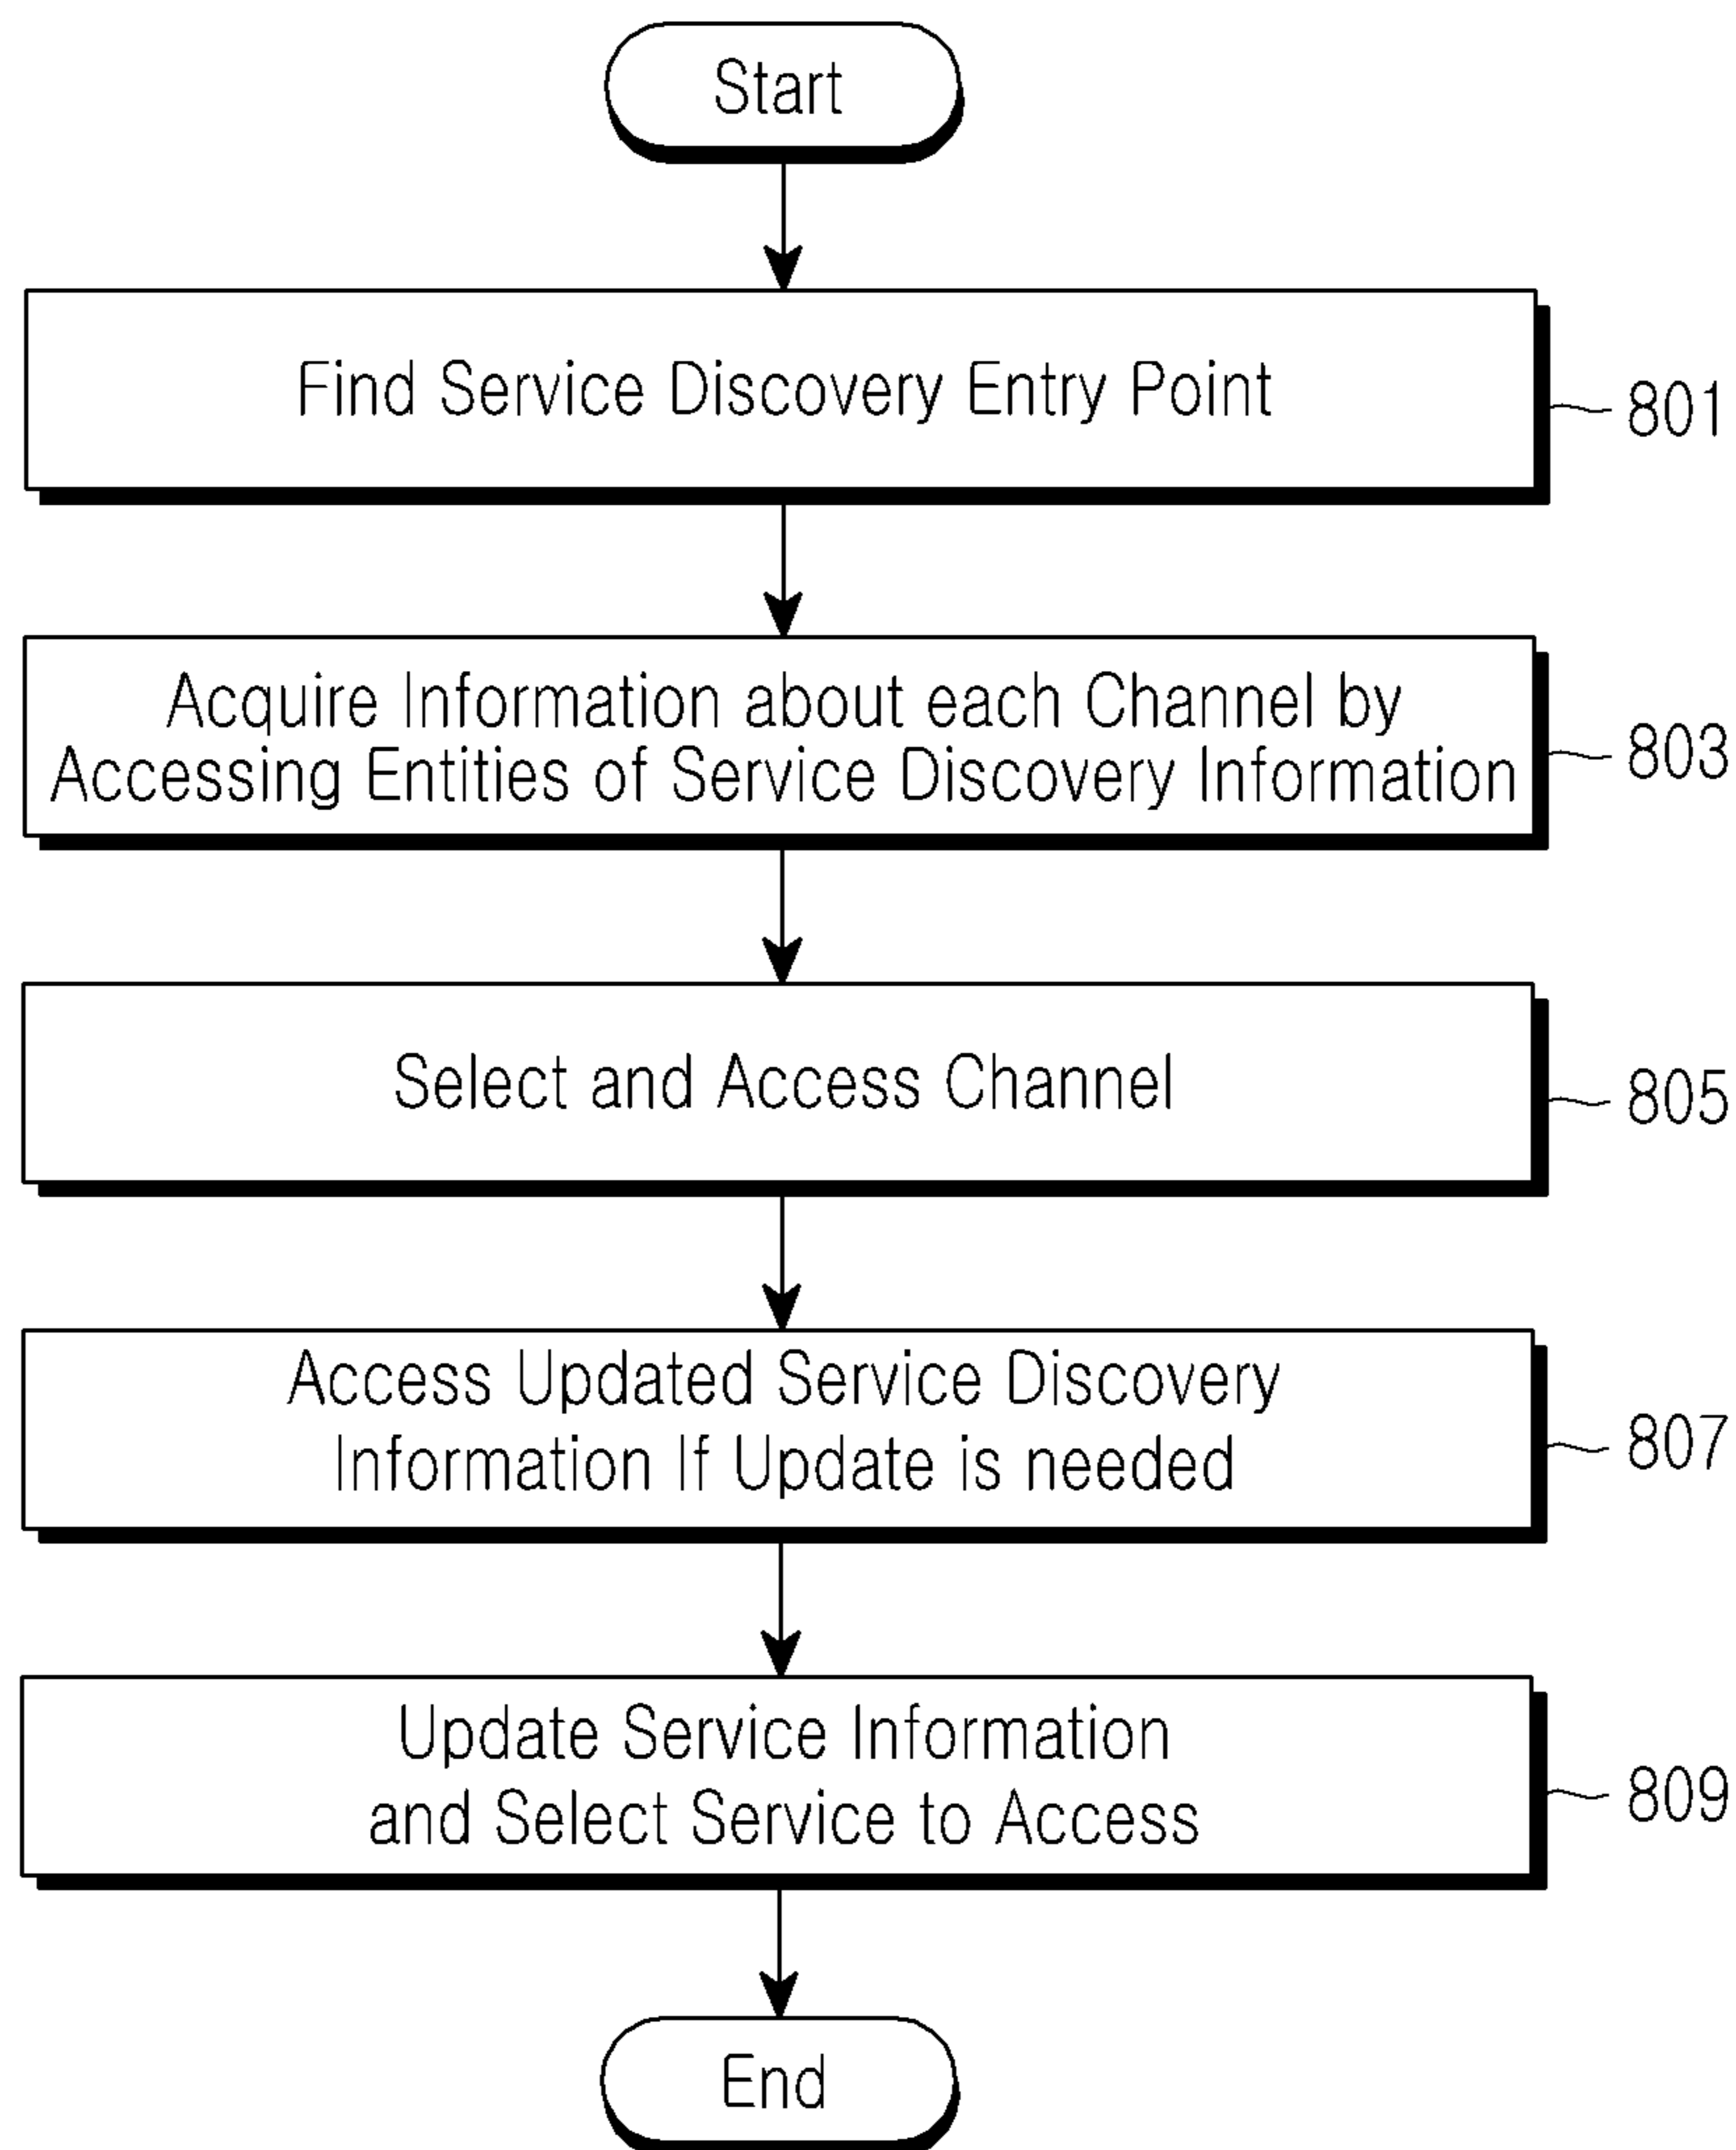 Start
Find Service Discovery Entry Point
801
Acquire Information about each Channel by
Accessing Entities of Service Discovery Information
803
Select and Access Channel
805
Access Updated Service Discovery
Information If Update is needed
807
Update Service Information
and Select Service to Access
809
End